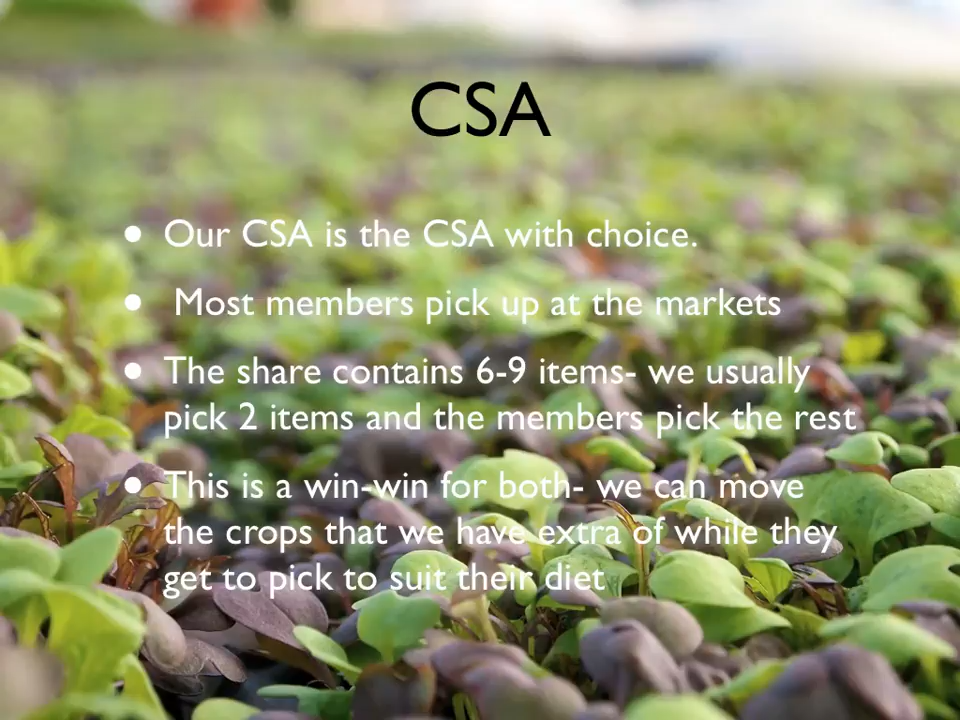 CSA
• Our CSA is the CSA with choice.
• Most members pick up at the markets
• The share contains 6-9 items- we usually
pick 2 items and the members pick the rest
• This is a win-win for both- we can move
the crops that we have extra of while they
get to pick to suit their diet